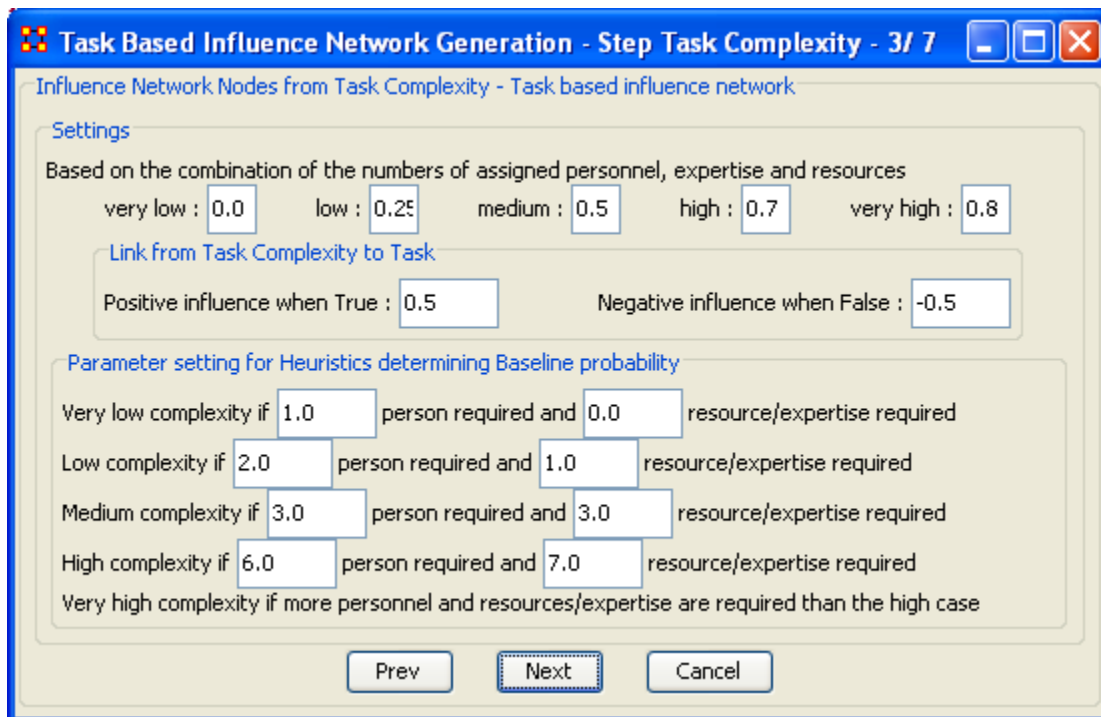 Task Based Influence Network Generation - Step Task Complexity - 3/ 7
Influence Network Nodes from Task Complexity - Task based influence network
Settings
Based on the combination of the numbers of assigned personnel, expertise and resources
very low : 0.0 low : 0.25 medium : 0.5 high : 0.7 very high : 0.8
Link from Task Complexity to Task
Positive influence when True : 0.5 Negative influence when False : -0.5
Parameter setting for Heuristics determining Baseline probability
Very low complexity if 1.0 person required and 0.0 resource/expertise required
Low complexity if 2.0 person required and 1.0 resource/expertise required
Medium complexity if 3.0 person required and 3.0 resource/expertise required
High complexity if 6.0 person required and 7.0 resource/expertise required
Very high complexity if more personnel and resources/expertise are required than the high case
Prev Next Cancel